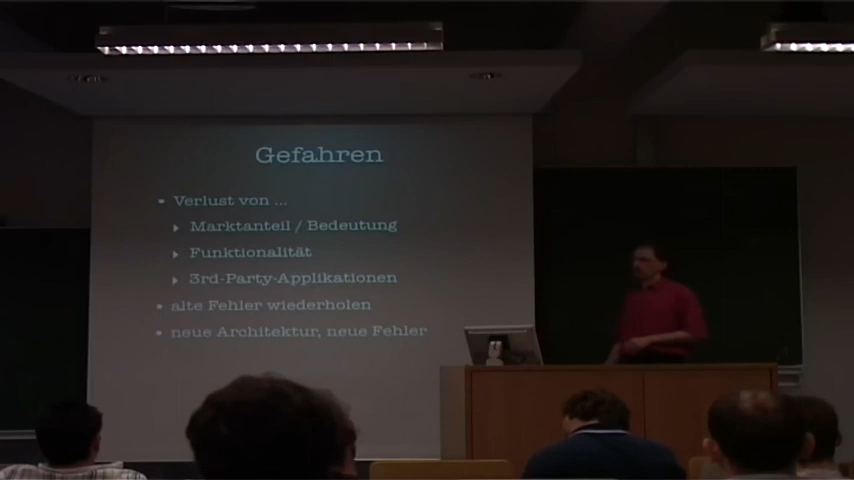 Gefahren
• Verlust von ...
▸ Marktanteil / Bedeutung
▸ Funktionalität
▸ 3rd-Party-Applikationen
• alte Fehler wiederholen
• neue Architektur, neue Fehler